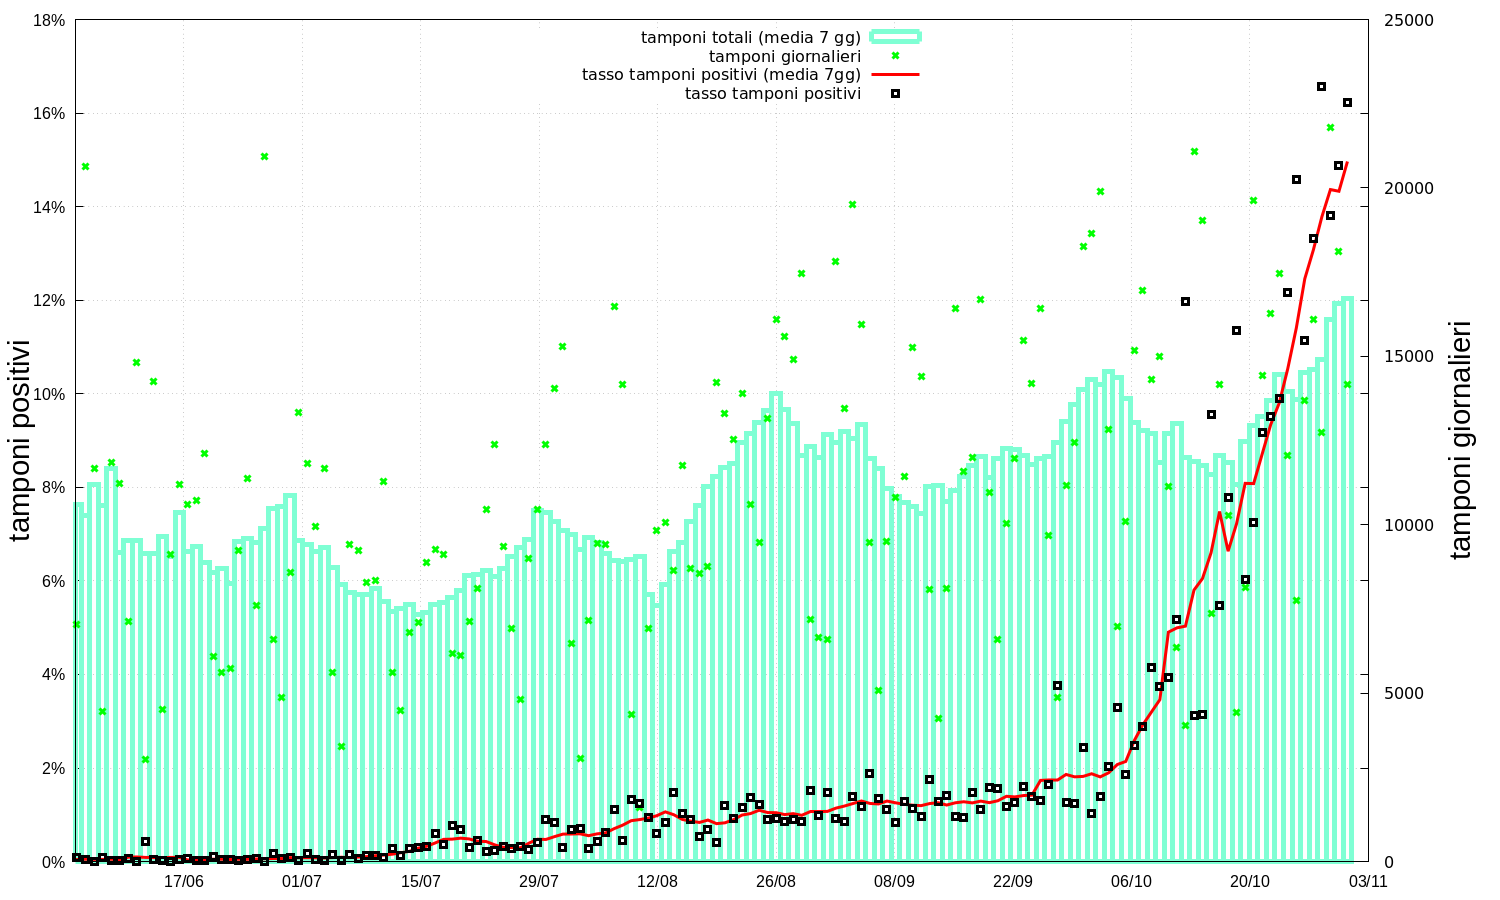 tamponi totali (media 7 gg)
tamponi giornalieri
tasso tamponi positivi (media 7gg)
tasso tamponi positivi
18%
16%
14%
12%
10%
8%
6%
4%
2%
0%
tamponi positivi
25000
20000
15000
10000
5000
0
tamponi giornalieri
17/06 01/07 15/07 29/07 12/08 26/08 08/09 22/09 06/10 20/10 03/11